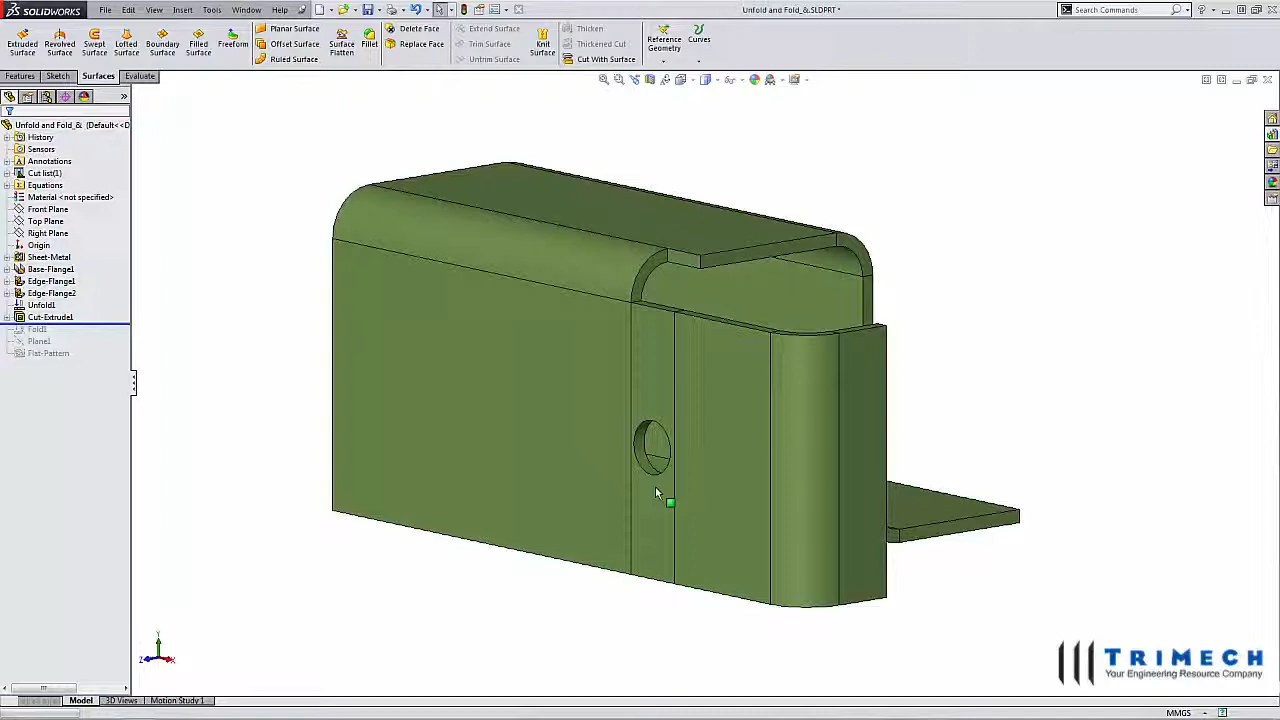 SOLIDWORKS
File Edit View Insert Tools Window
Unfold and Fold_&.SLDPRT *
Search Commands
Extruded Surface
Revolved Surface
Swept Surface
Lofted Surface
Boundary Surface
Filled Surface
Freeform
Planar Surface
Offset Surface
Ruled Surface
Surface Flatten
Fillet
Delete Face
Replace Face
Extend Surface
Trim Surface
Untrim Surface
Knit Surface
Thicken
Thickened Cut
Cut With Surface
Reference Geometry
Curves
Features Sketch Surfaces Evaluate
Unfold and Fold_& (Default<<D
History
Sensors
Annotations
Cut list(1)
Equations
Material <not specified>
Front Plane
Top Plane
Right Plane
Origin
Sheet-Metal
Base-Flange1
Edge-Flange1
Edge-Flange2
Unfold1
Cut-Extrude1
Fold1
Plane1
Flat-Pattern
Y
Z
X
TRIMECH
Your Engineering Resource Company
Model 3D Views Motion Study 1
MMGS